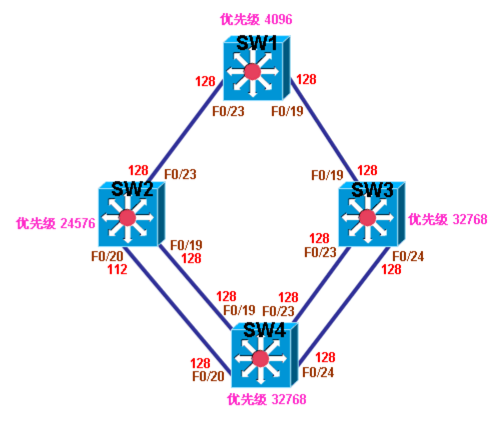 优先级 4096
SW1
128 128
F0/23 F0/19
128 F0/23
F0/19 128
SW2
SW3
优先级 24576
优先级 32768
F0/20 F0/19
112 128
128
F0/23 F0/24
128
128 F0/19
128 F0/23
SW4
128 F0/20
128 F0/24
优先级 32768